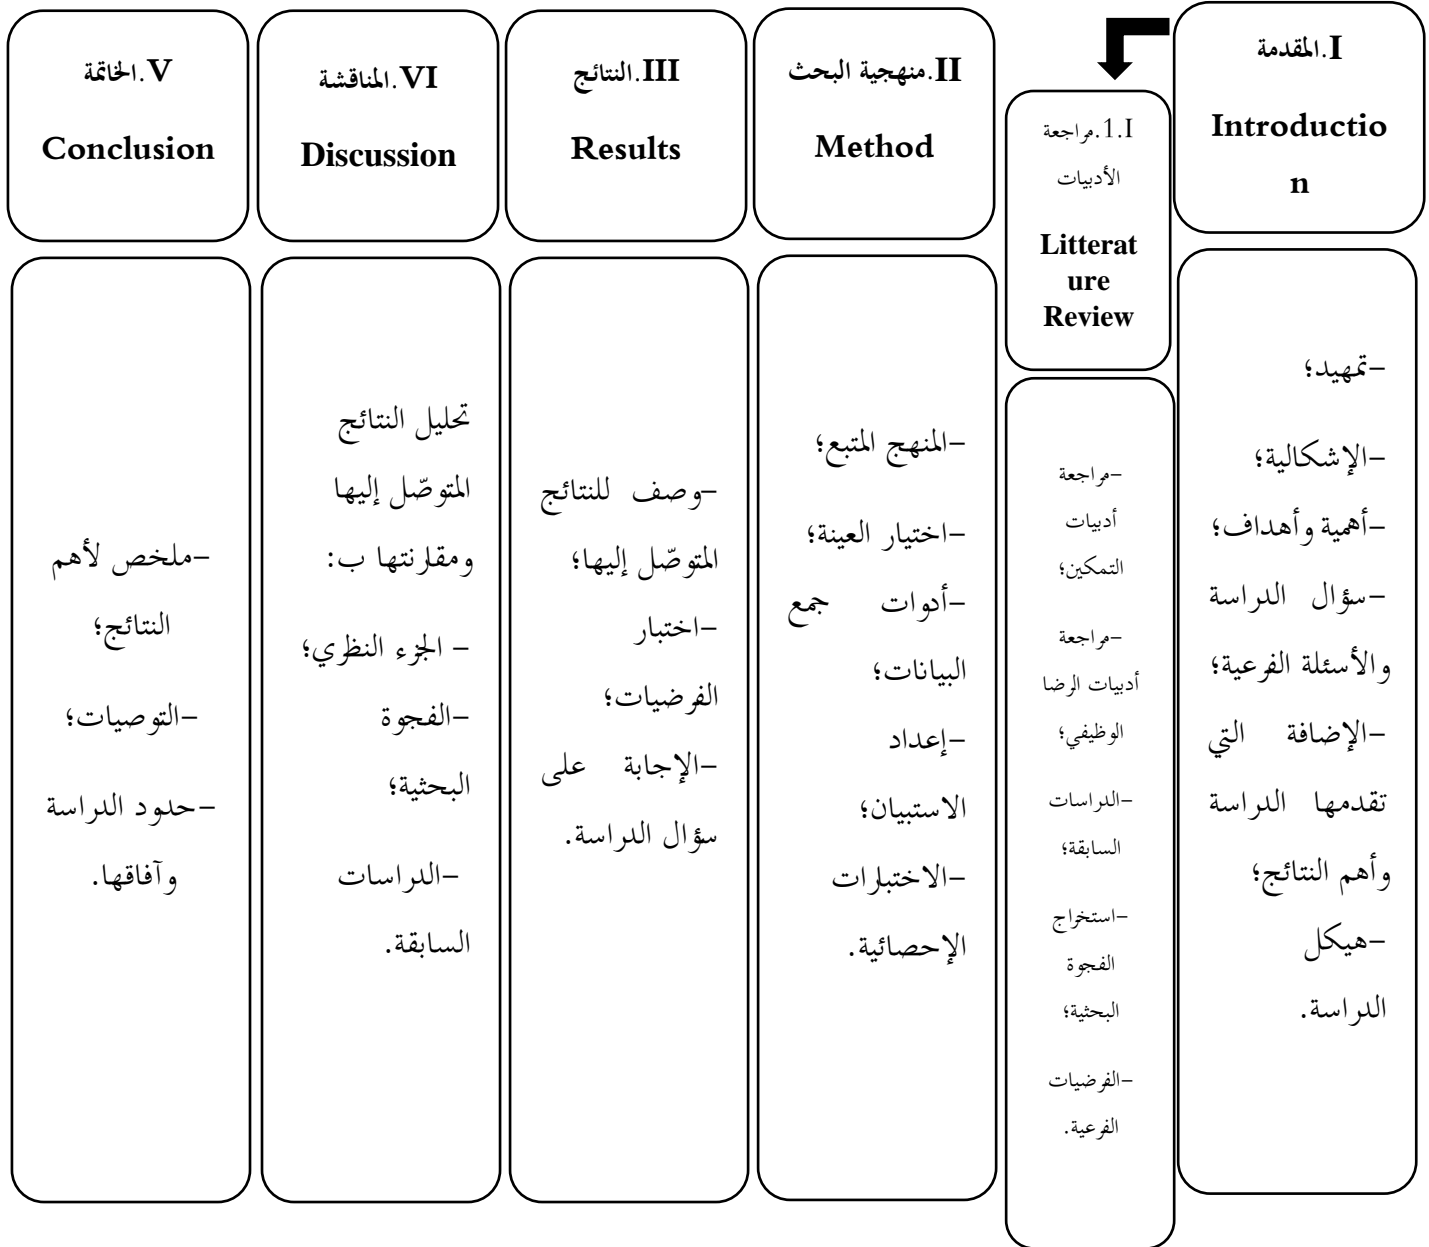 I.المقدمة
Introductio
n
–تمهيد؛
–الإشكالية؛
–أهمية وأهداف؛
–سؤال الدراسة
والأسئلة الفرعية؛
–الإضافة التي
تقدمها الدراسة
وأهم النتائج؛
–هيكل
الدراسة.
1.I.مراجعة
الأدبيات
Litterat
ure
Review
–مراجعة
أدبيات
التمكين؛
–مراجعة
أدبيات الرضا
الوظيفي؛
–الدراسات
السابقة؛
–استخراج
الفجوة
البحثية؛
–الفرضيات
الفرعية.
II.منهجية البحث
Method
–المنهج المتبع؛
–اختيار العينة؛
–أدوات جمع
البيانات؛
–إعداد
الاستبيان؛
–الاختبارات
الإحصائية.
III.النتائج
Results
–وصف للنتائج
المتوصّل إليها؛
–اختبار
الفرضيات؛
–الإجابة على
سؤال الدراسة.
VI.المناقشة
Discussion
تحليل النتائج
المتوصّل إليها
ومقارنتها ب:
– الجزء النظري؛
–الفجوة
البحثية؛
–الدراسات
السابقة.
V.الخاتمة
Conclusion
–ملخص لأهم
النتائج؛
–التوصيات؛
–حدود الدراسة
وآفاقها.